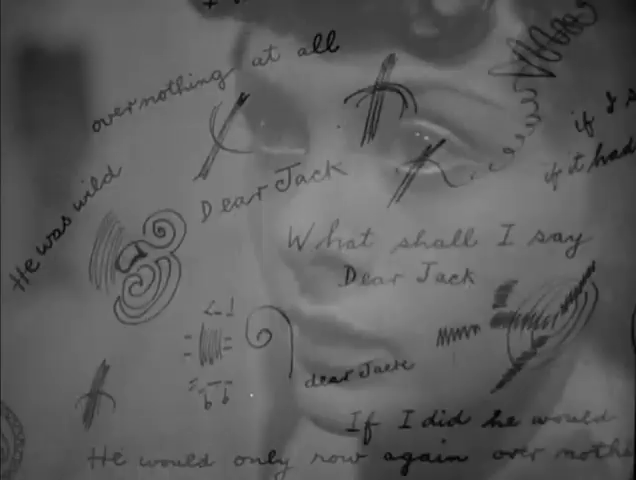 over nothing at all
if
if it had
He was wild
Dear Jack
What shall I say
Dear Jack
dear Jack
If I did he would
He would only row again over